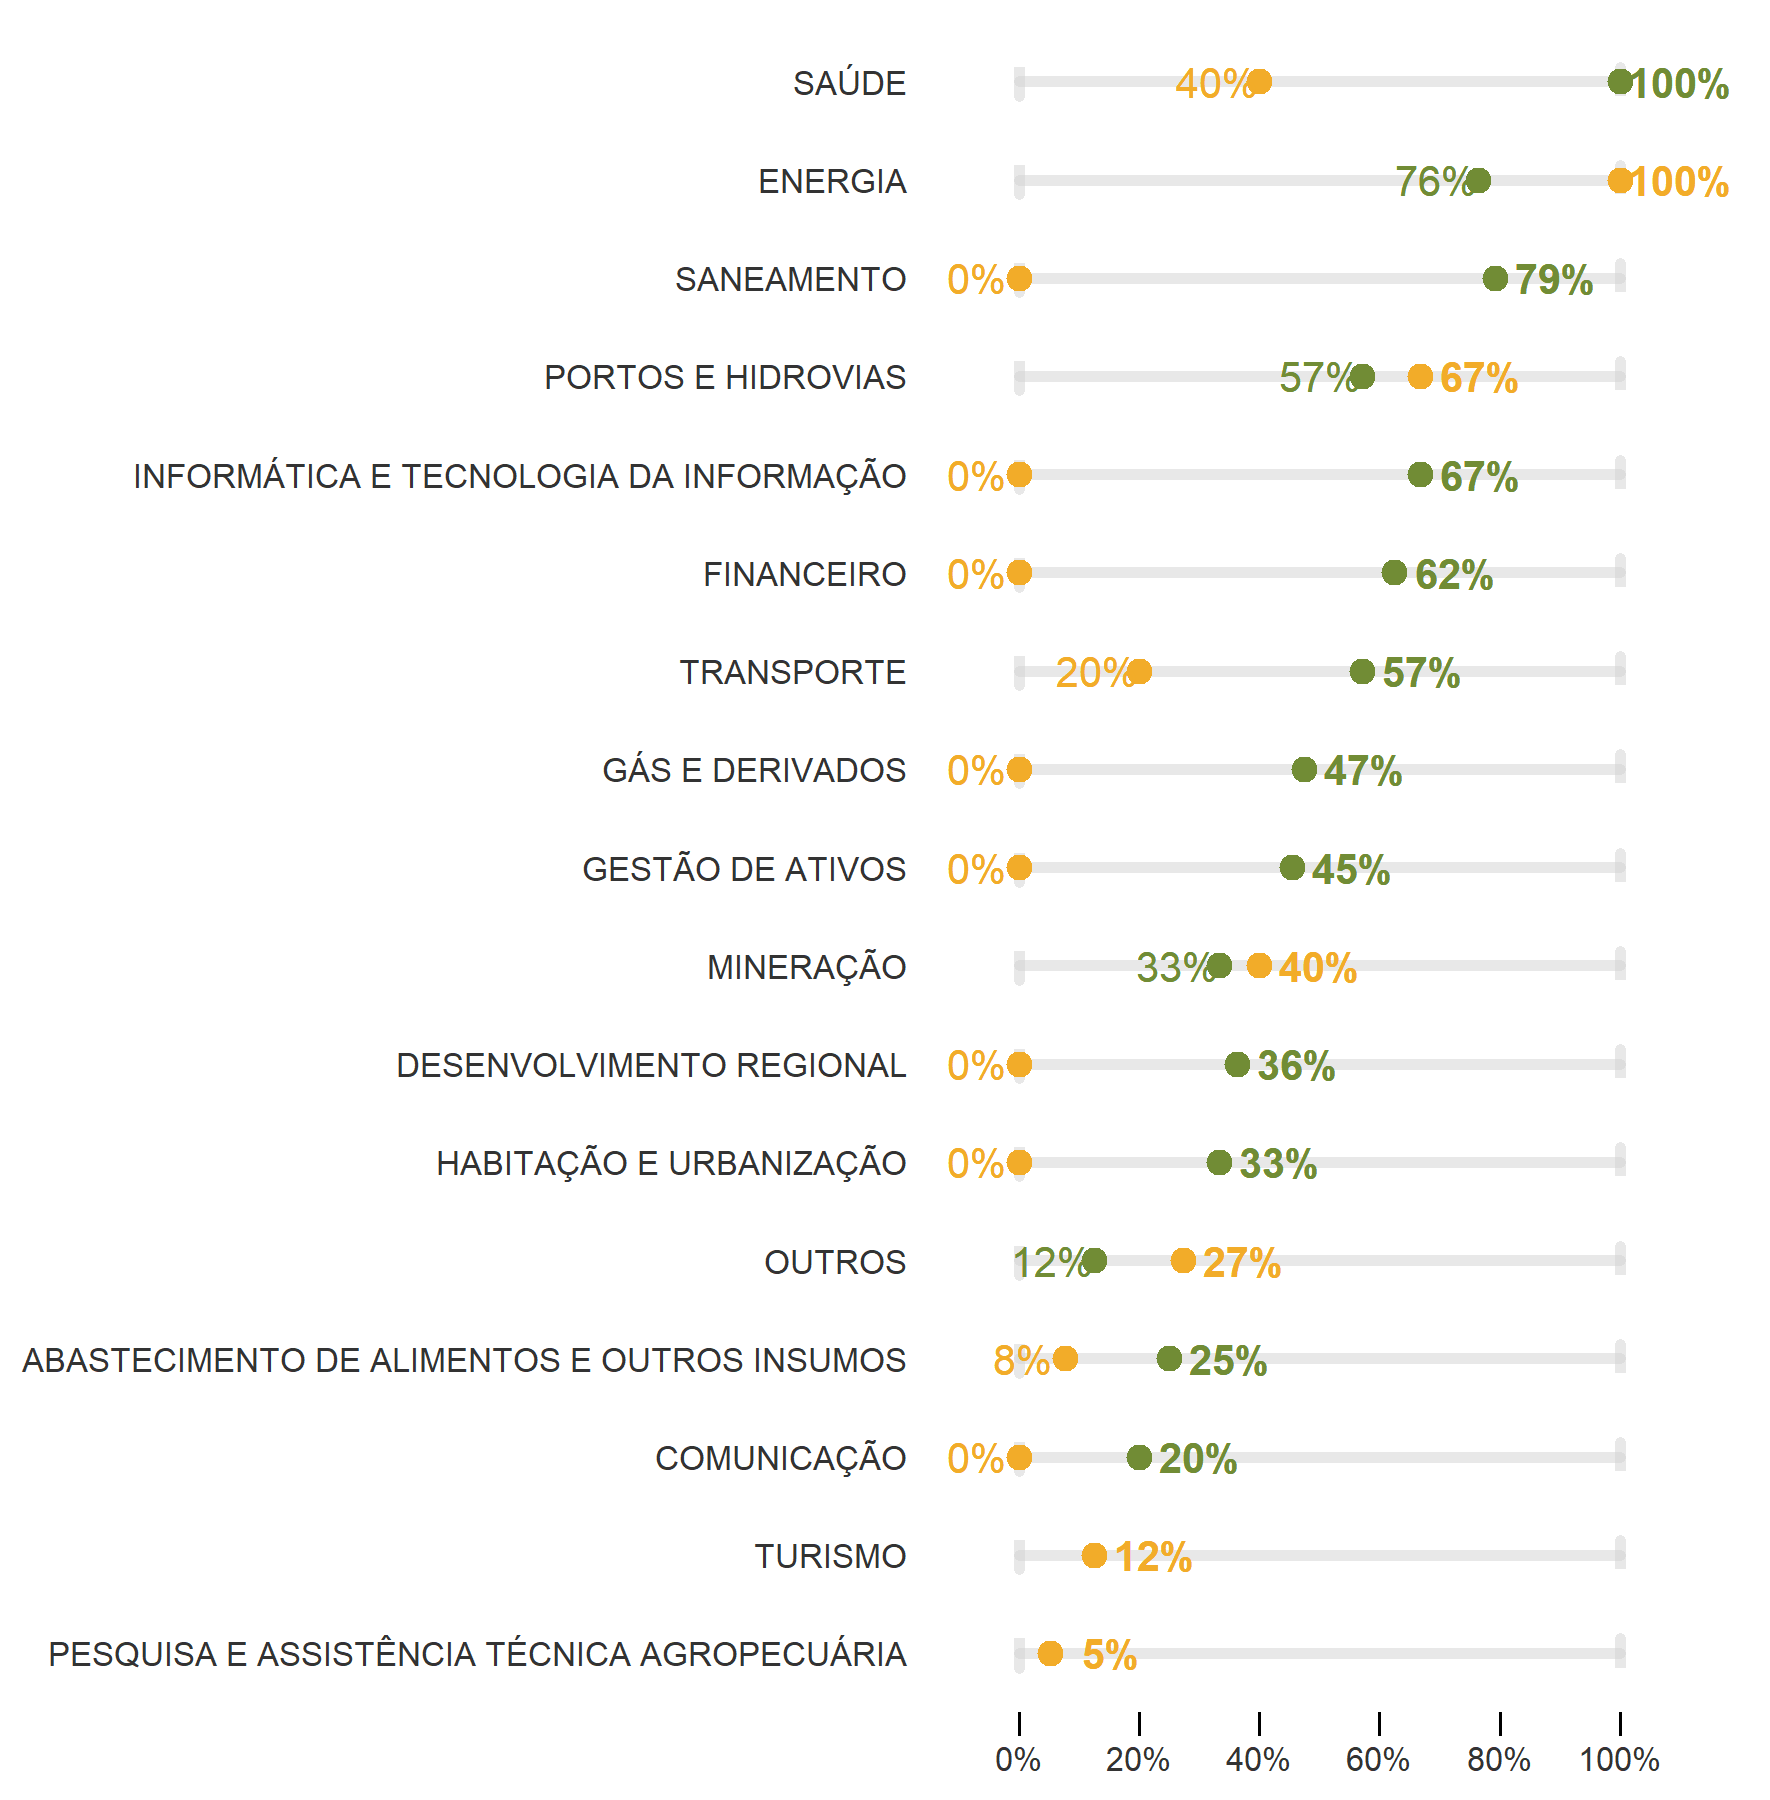 SAÚDE 40% 100%
ENERGIA 76% 100%
SANEAMENTO 0% 79%
PORTOS E HIDROVIAS 57% 67%
INFORMÁTICA E TECNOLOGIA DA INFORMAÇÃO 0% 67%
FINANCEIRO 0% 62%
TRANSPORTE 20% 57%
GÁS E DERIVADOS 0% 47%
GESTÃO DE ATIVOS 0% 45%
MINERAÇÃO 33% 40%
DESENVOLVIMENTO REGIONAL 0% 36%
HABITAÇÃO E URBANIZAÇÃO 0% 33%
OUTROS 12% 27%
ABASTECIMENTO DE ALIMENTOS E OUTROS INSUMOS 8% 25%
COMUNICAÇÃO 0% 20%
TURISMO 12%
PESQUISA E ASSISTÊNCIA TÉCNICA AGROPECUÁRIA 5%
0% 20% 40% 60% 80% 100%